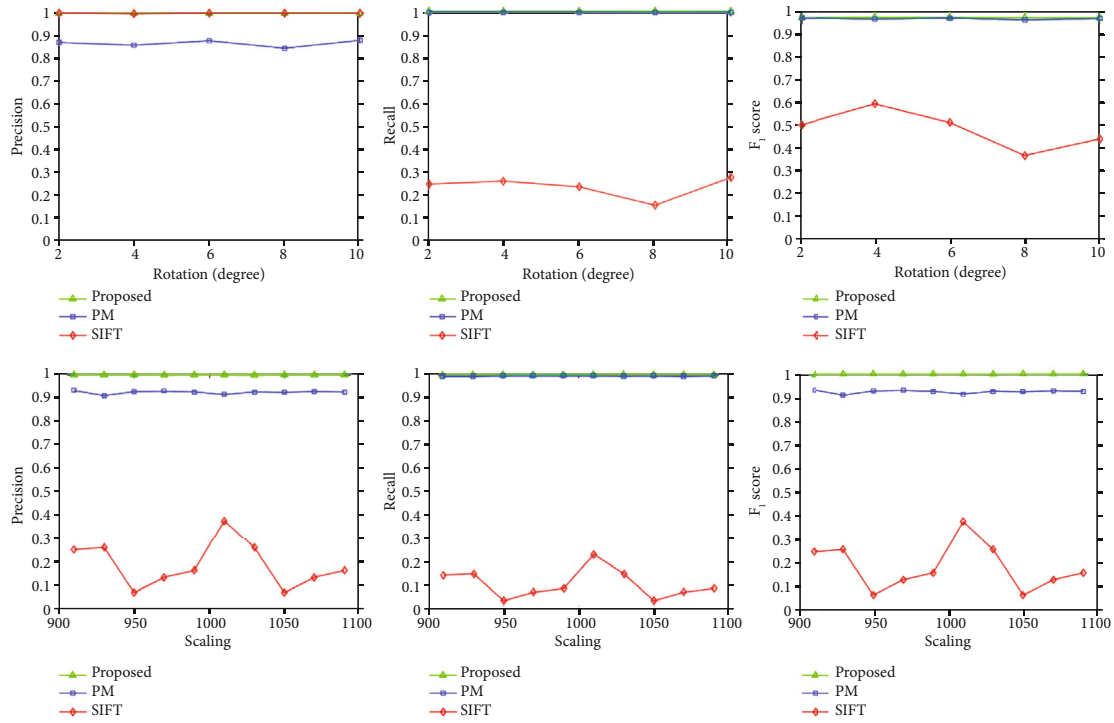 1
0.9
0.8
0.7
0.6
0.5
0.4
0.3
0.2
0.1
0
Precision
2 4 6 8 10
Rotation (degree)
Proposed
PM
SIFT
1
0.9
0.8
0.7
0.6
0.5
0.4
0.3
0.2
0.1
0
Recall
2 4 6 8 10
Rotation (degree)
Proposed
PM
SIFT
1
0.9
0.8
0.7
0.6
0.5
0.4
0.3
0.2
0.1
0
F1 score
2 4 6 8 10
Rotation (degree)
Proposed
PM
SIFT
1
0.9
0.8
0.7
0.6
0.5
0.4
0.3
0.2
0.1
0
Precision
900 950 1000 1050 1100
Scaling
Proposed
PM
SIFT
1
0.9
0.8
0.7
0.6
0.5
0.4
0.3
0.2
0.1
0
Recall
900 950 1000 1050 1100
Scaling
Proposed
PM
SIFT
1
0.9
0.8
0.7
0.6
0.5
0.4
0.3
0.2
0.1
0
F1 score
900 950 1000 1050 1100
Scaling
Proposed
PM
SIFT